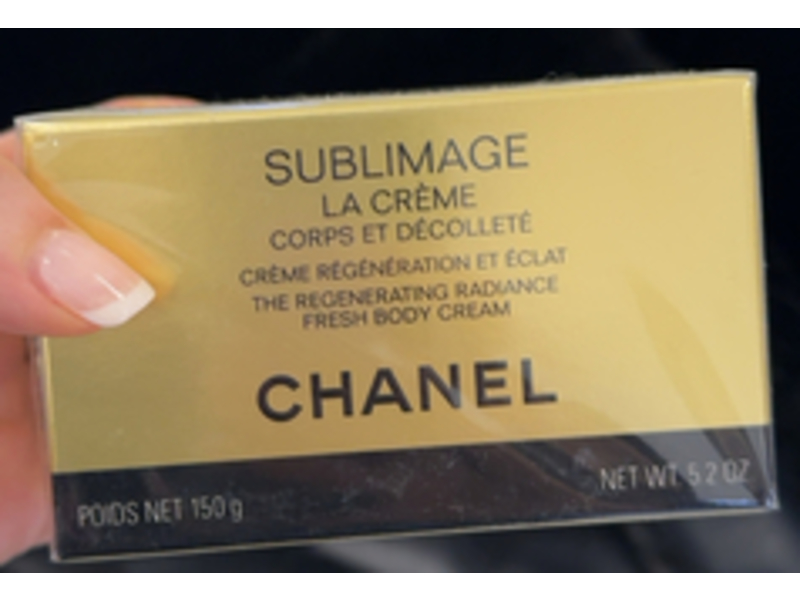 SUBLIMAGE
LA CRÈME
CORPS ET DÉCOLLETÉ
CRÈME RÉGÉNÉRATION ET ÉCLAT
THE REGENERATING RADIANCE
FRESH BODY CREAM
CHANEL
POIDS NET 150 g
NET WT. 5.2 OZ